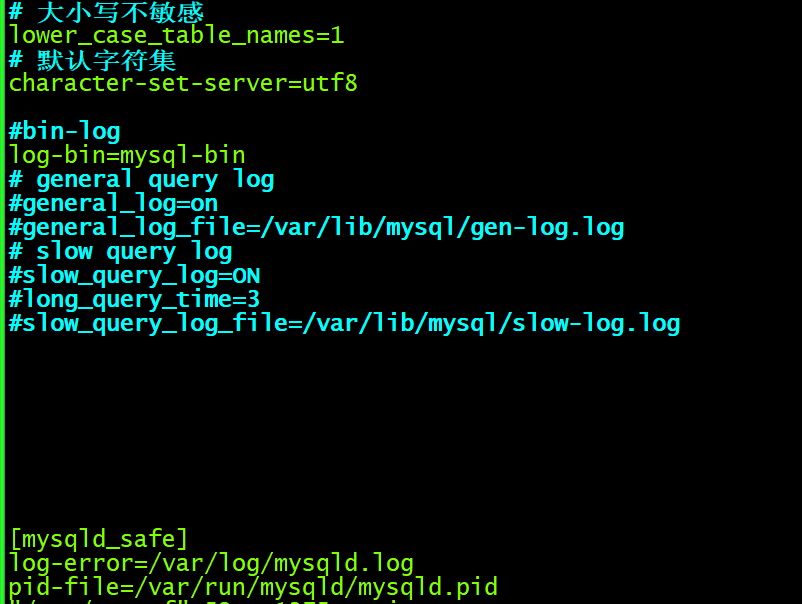 # 大小写不敏感
lower_case_table_names=1
# 默认字符集
character-set-server=utf8
#bin-log
log-bin=mysql-bin
# general query log
#general_log=on
#general_log_file=/var/lib/mysql/gen-log.log
# slow query log
#slow_query_log=ON
#long_query_time=3
#slow_query_log_file=/var/lib/mysql/slow-log.log
[mysqld_safe]
log-error=/var/log/mysqld.log
pid-file=/var/run/mysqld/mysqld.pid